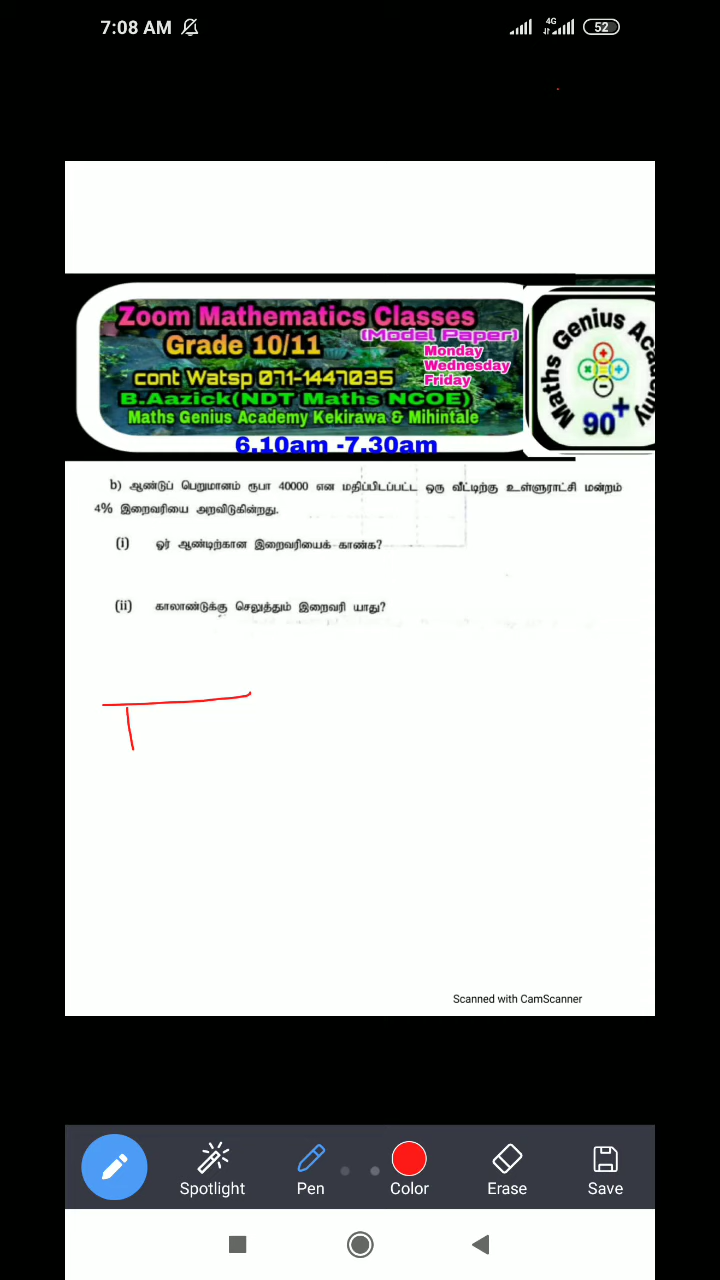 7:08 AM
4G
52
Zoom Mathematics Classes
(Model Paper)
Grade 10/11
Monday
Wednesday
Friday
cont Watsp 071-1447035
B.Aazick(NDT Maths NCOE)
Maths Genius Academy Kekirawa & Mihintale
6.10am -7.30am
Maths Genius Academy
90+
b) ஆண்டுப் பெறுமானம் ரூபா 40000 என மதிப்பிடப்பட்ட ஒரு வீட்டிற்கு உள்ளுராட்சி மன்றம்
4% இறைவரியை அறவிடுகின்றது.
(i) ஓர் ஆண்டிற்கான இறைவரியைக் காண்க?
(ii) காலாண்டுக்கு செலுத்தும் இறைவரி யாது?
Scanned with CamScanner
Spotlight
Pen
Color
Erase
Save